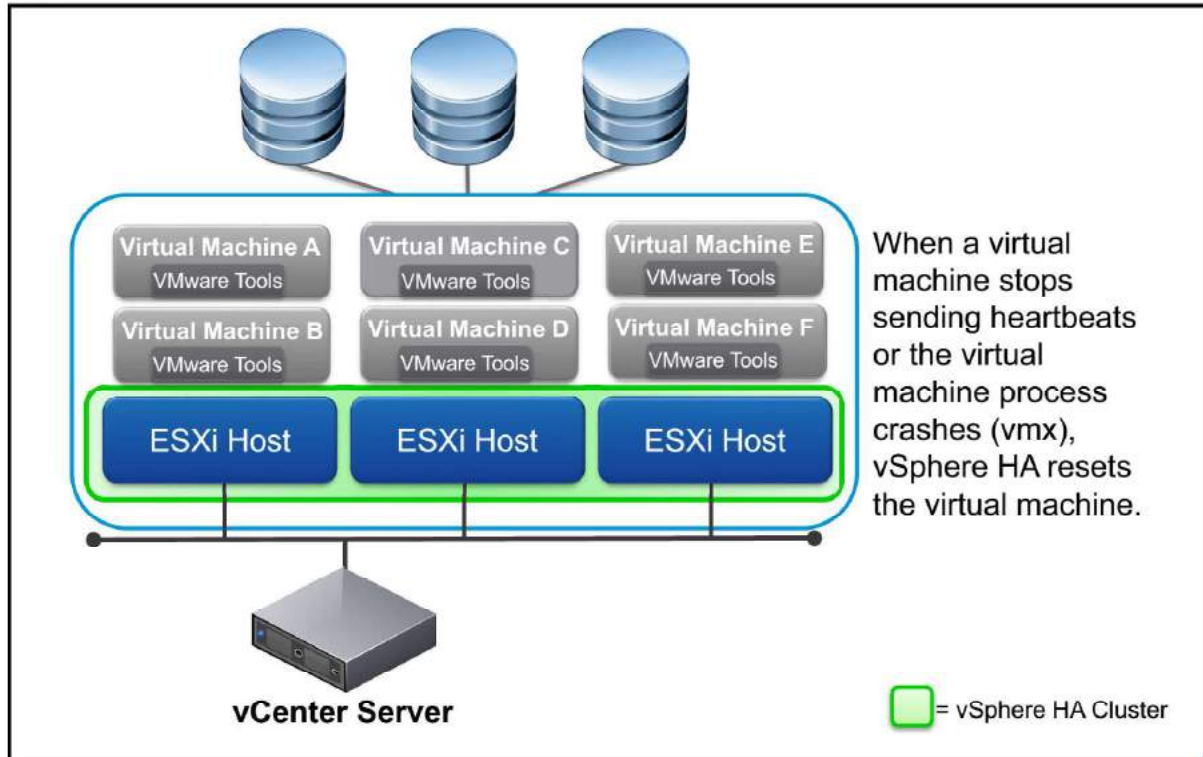 Virtual Machine A
VMware Tools
Virtual Machine C
VMware Tools
Virtual Machine E
VMware Tools
Virtual Machine B
VMware Tools
Virtual Machine D
VMware Tools
Virtual Machine F
VMware Tools
ESXi Host
ESXi Host
ESXi Host
When a virtual
machine stops
sending heartbeats
or the virtual
machine process
crashes (vmx),
vSphere HA resets
the virtual machine.
vCenter Server
= vSphere HA Cluster